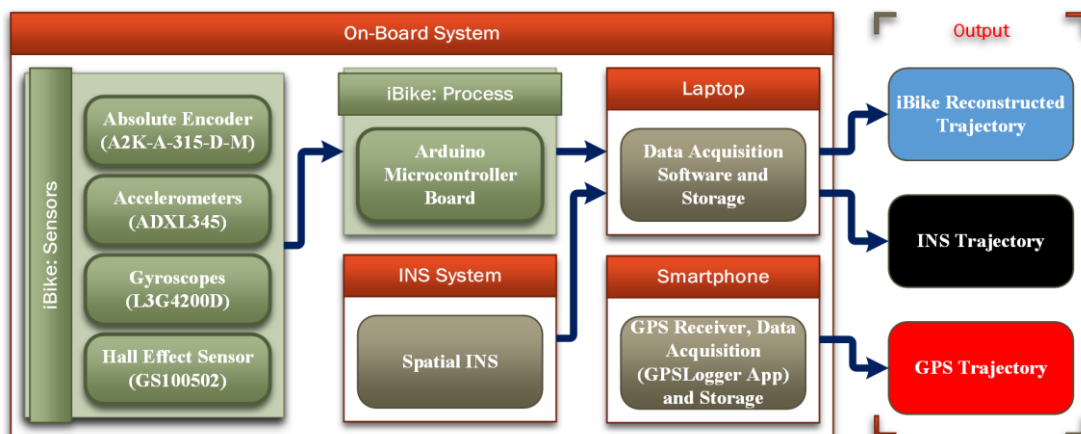 On-Board System
Output
iBike: Sensors
Absolute Encoder
(A2K-A-315-D-M)
Accelerometers
(ADXL345)
Gyroscopes
(L3G4200D)
Hall Effect Sensor
(GS100502)
iBike: Process
Arduino
Microcontroller
Board
INS System
Spatial INS
Laptop
Data Acquisition
Software and
Storage
Smartphone
GPS Receiver, Data
Acquisition
(GPSLogger App)
and Storage
iBike Reconstructed
Trajectory
INS Trajectory
GPS Trajectory